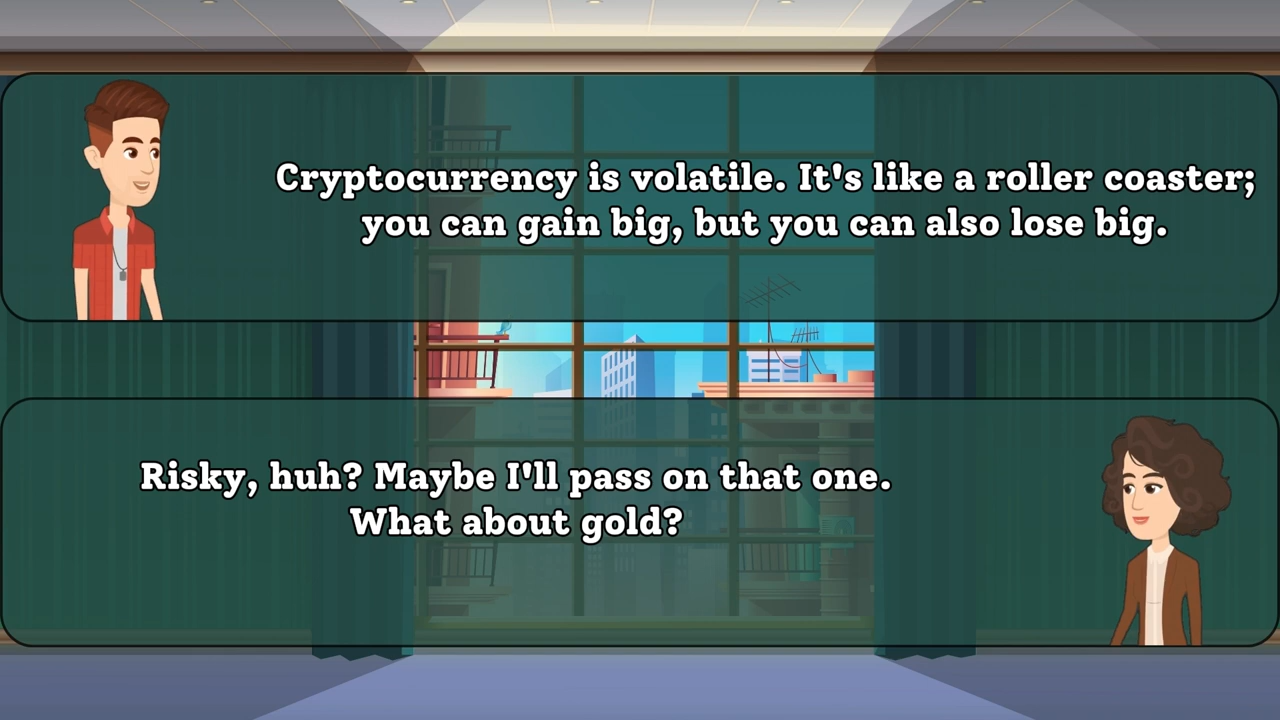 Cryptocurrency is volatile. It's like a roller coaster;
you can gain big, but you can also lose big.
Risky, huh? Maybe I'll pass on that one.
What about gold?